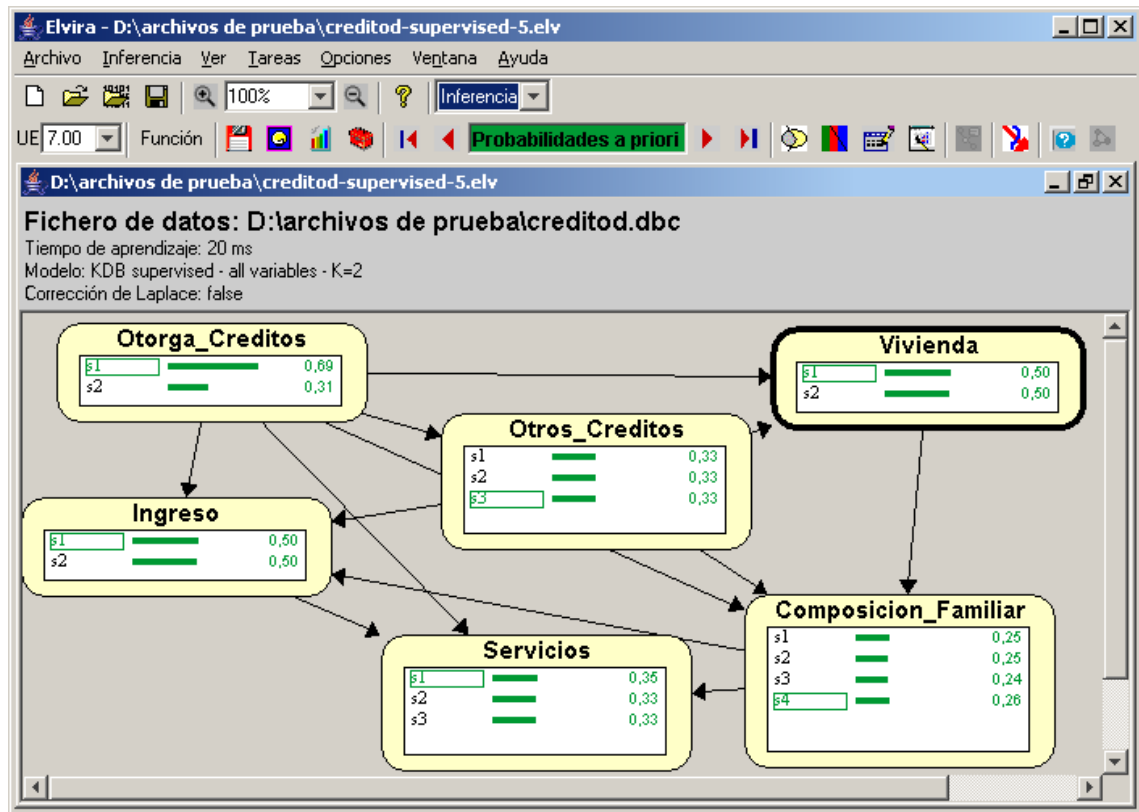 Elvira - D:\archivos de prueba\creditod-supervised-5.elv
Archivo Inferencia Ver Tareas Opciones Ventana Ayuda
100% Inferencia
UE 7.00 Función Probabilidades a priori
D:\archivos de prueba\creditod-supervised-5.elv
Fichero de datos: D:\archivos de prueba\creditod.dbc
Tiempo de aprendizaje: 20 ms
Modelo: KDB supervised - all variables - K=2
Corrección de Laplace: false
Otorga_Creditos
s1 0,69
s2 0,31
Vivienda
s1 0,50
s2 0,50
Otros_Creditos
s1 0,33
s2 0,33
s3 0,33
Ingreso
s1 0,50
s2 0,50
Composicion_Familiar
s1 0,25
s2 0,25
s3 0,24
s4 0,26
Servicios
s1 0,35
s2 0,33
s3 0,33